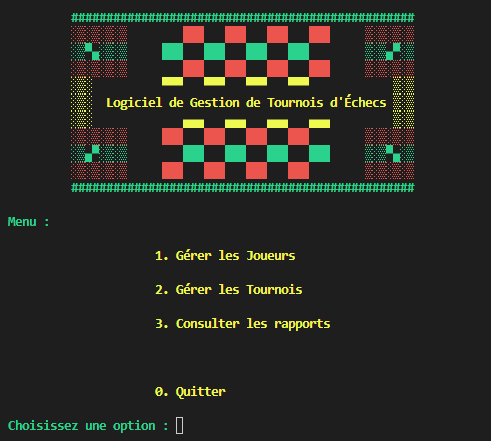 #################################################
Logiciel de Gestion de Tournois d'Échecs
#################################################
Menu :
1. Gérer les Joueurs
2. Gérer les Tournois
3. Consulter les rapports
0. Quitter
Choisissez une option :